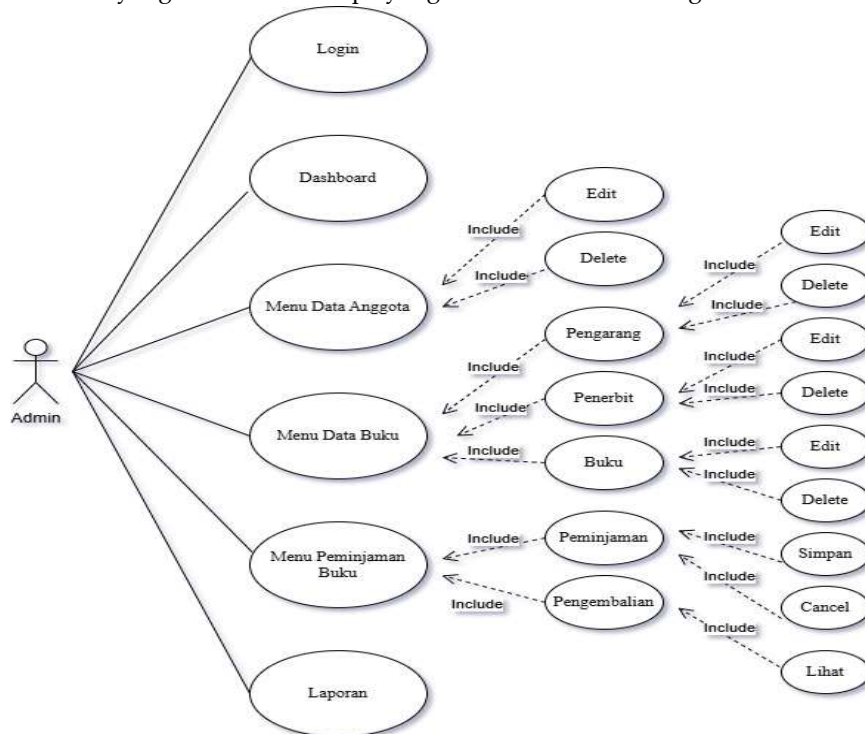 Login
Dashboard
Edit
Include
Edit
Include
Delete
Include
Delete
Menu Data Anggota
Include
Pengarang
Include
Edit
Admin
Include
Penerbit
Include
Delete
Include
Menu Data Buku
Include
Buku
Include
Edit
Include
Delete
Include
Peminjaman
Include
Simpan
Menu Peminjaman
Buku
Include
Pengembalian
Include
Cancel
Include
Lihat
Laporan